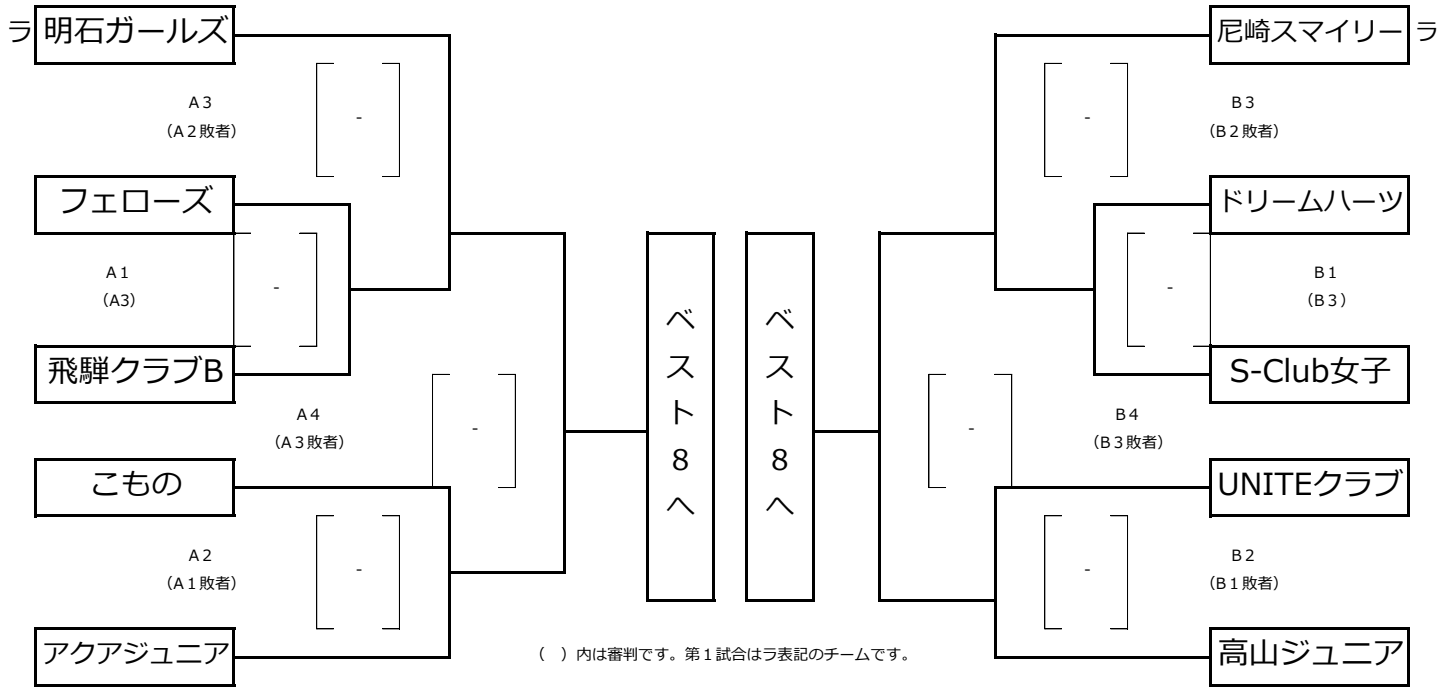 ラ 明石ガールズ
A3
(A2敗者)
-
フェローズ
A1
(A3)
-
飛騨クラブB
A4
(A3敗者)
-
こもの
A2
(A1敗者)
-
アクアジュニア
ベスト8へ
ベスト8へ
尼崎スマイリー ラ
-
B3
(B2敗者)
ドリームハーツ
-
B1
(B3)
S-Club女子
-
B4
(B3敗者)
UNITEクラブ
-
B2
(B1敗者)
高山ジュニア
( )内は審判です。第1試合はラ表記のチームです。